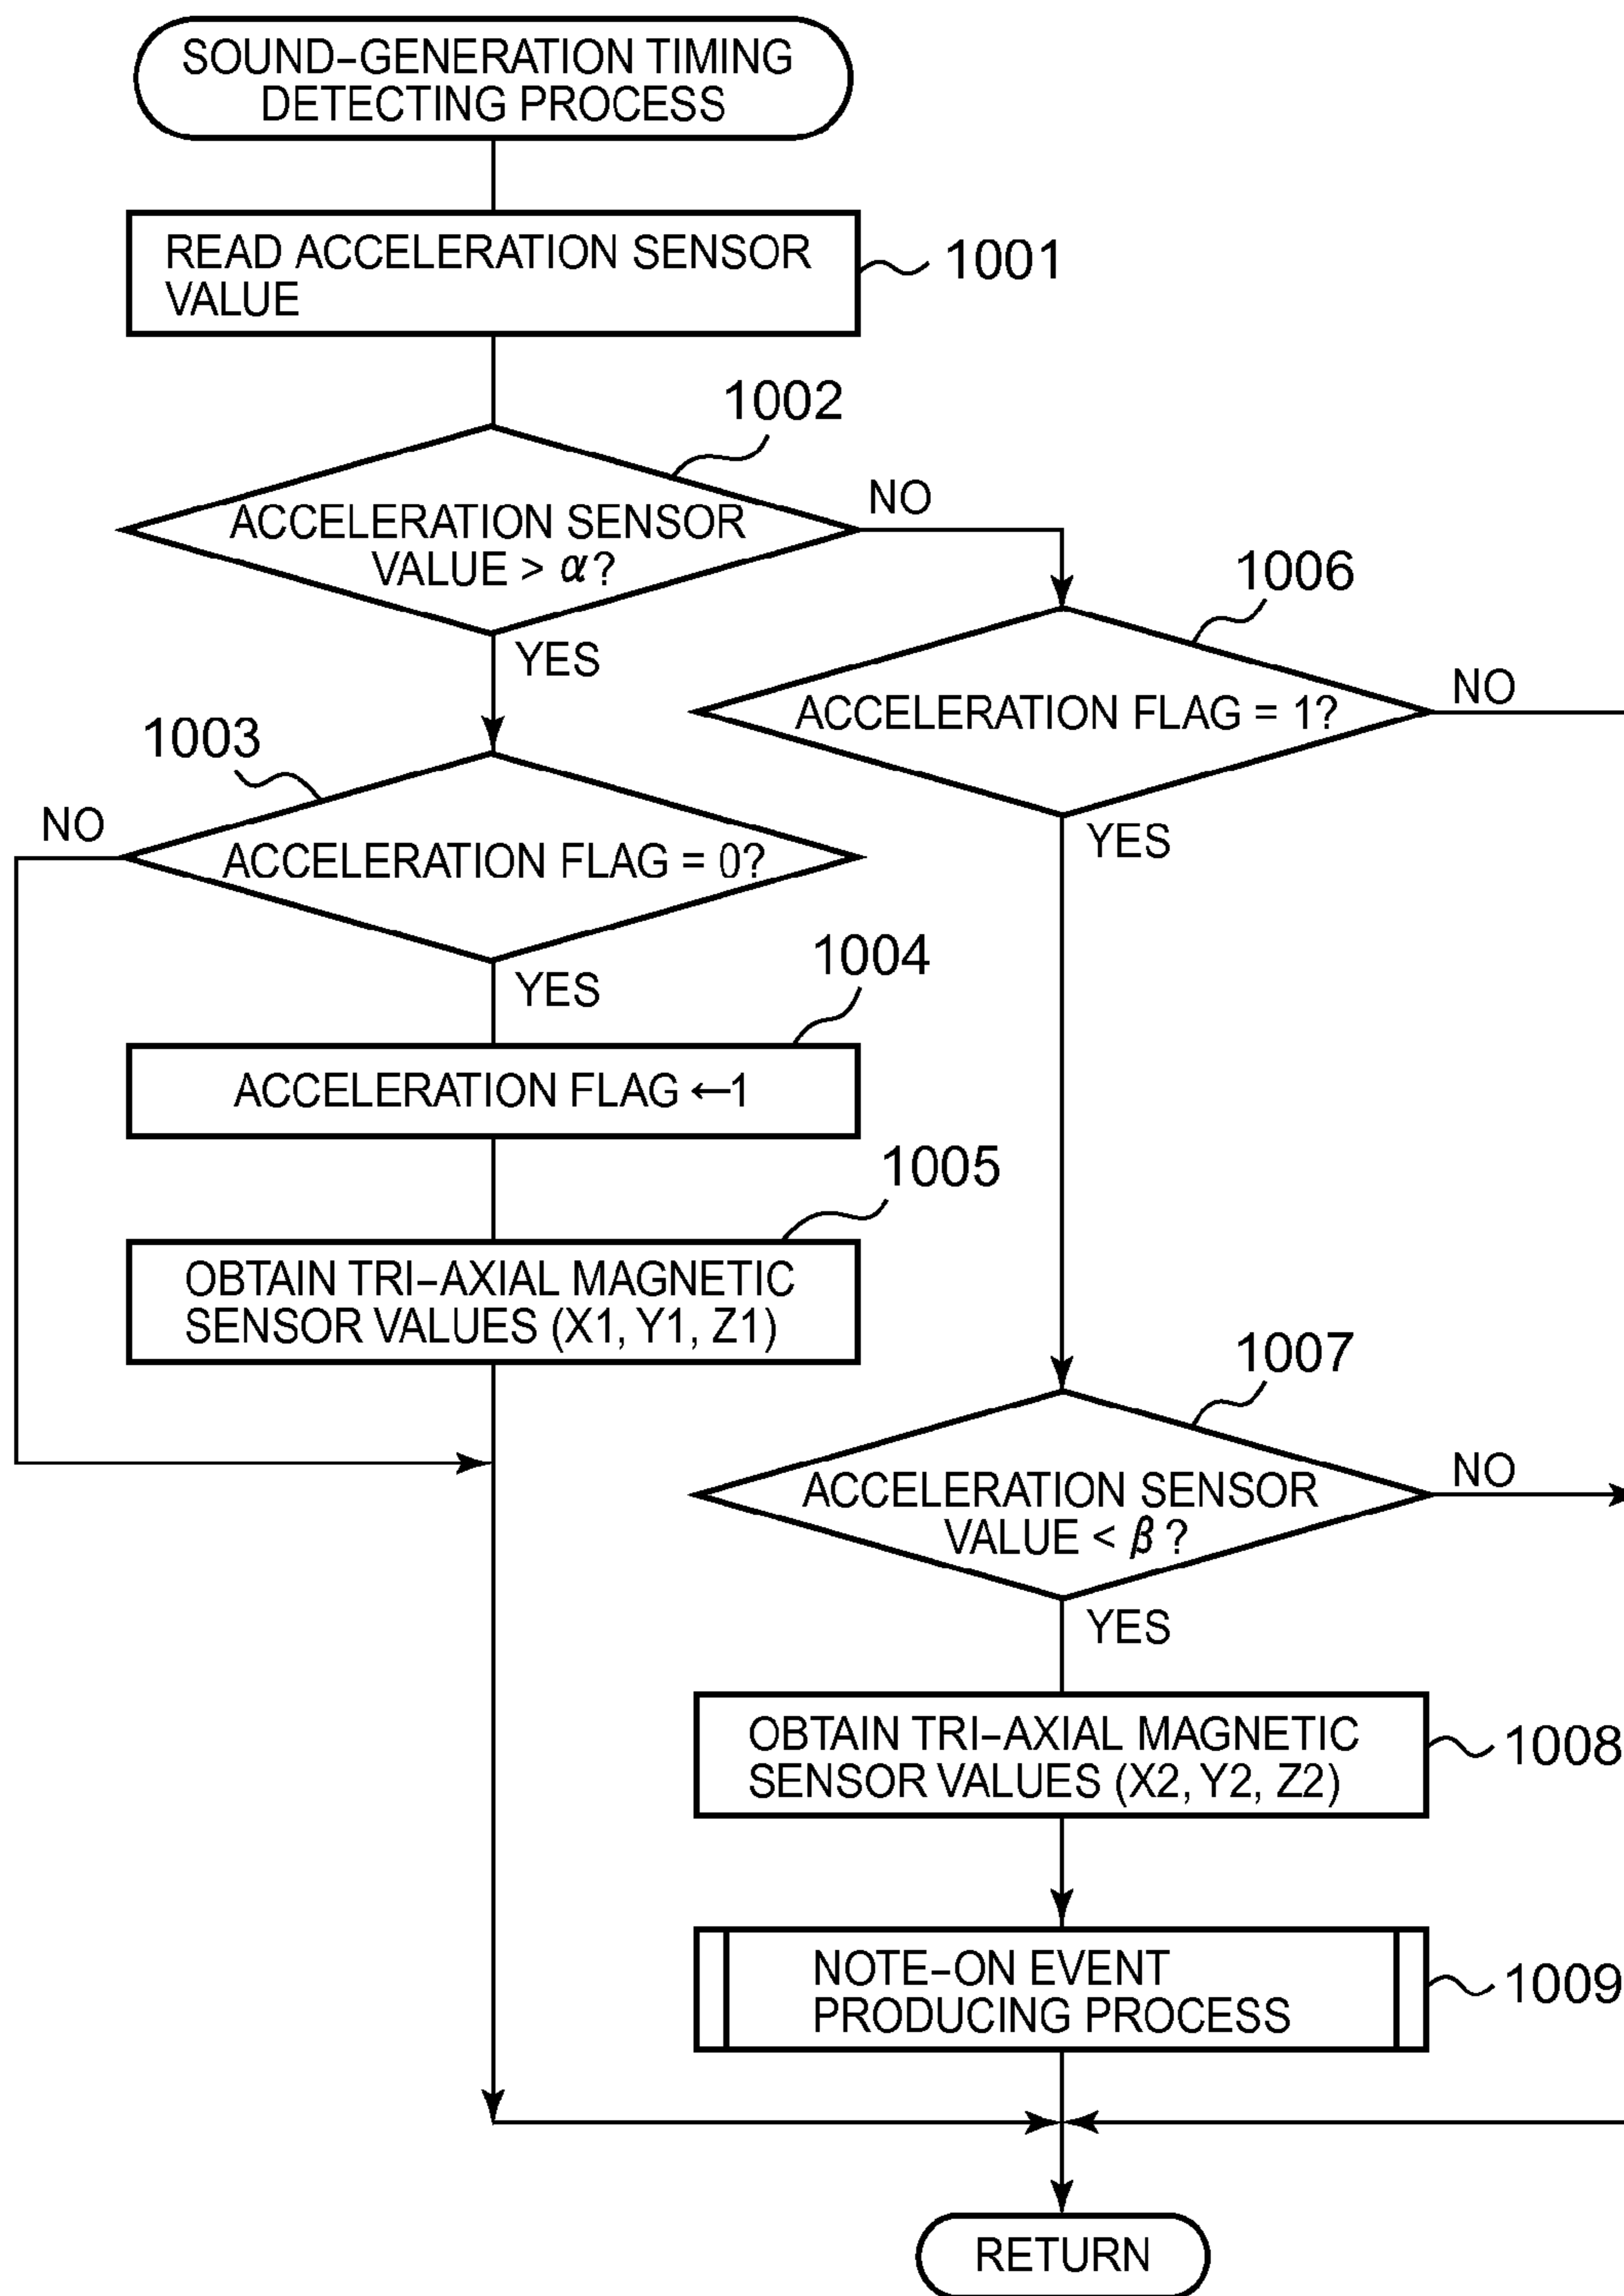 SOUND-GENERATION TIMING
DETECTING PROCESS
READ ACCELERATION SENSOR
VALUE
1001
1002
ACCELERATION SENSOR
VALUE > α?
NO
YES
1006
ACCELERATION FLAG = 1?
NO
YES
1003
NO
ACCELERATION FLAG = 0?
YES
1004
ACCELERATION FLAG ←1
1005
OBTAIN TRI-AXIAL MAGNETIC
SENSOR VALUES (X1, Y1, Z1)
1007
ACCELERATION SENSOR
VALUE < β?
NO
YES
OBTAIN TRI-AXIAL MAGNETIC
SENSOR VALUES (X2, Y2, Z2)
1008
NOTE-ON EVENT
PRODUCING PROCESS
1009
RETURN